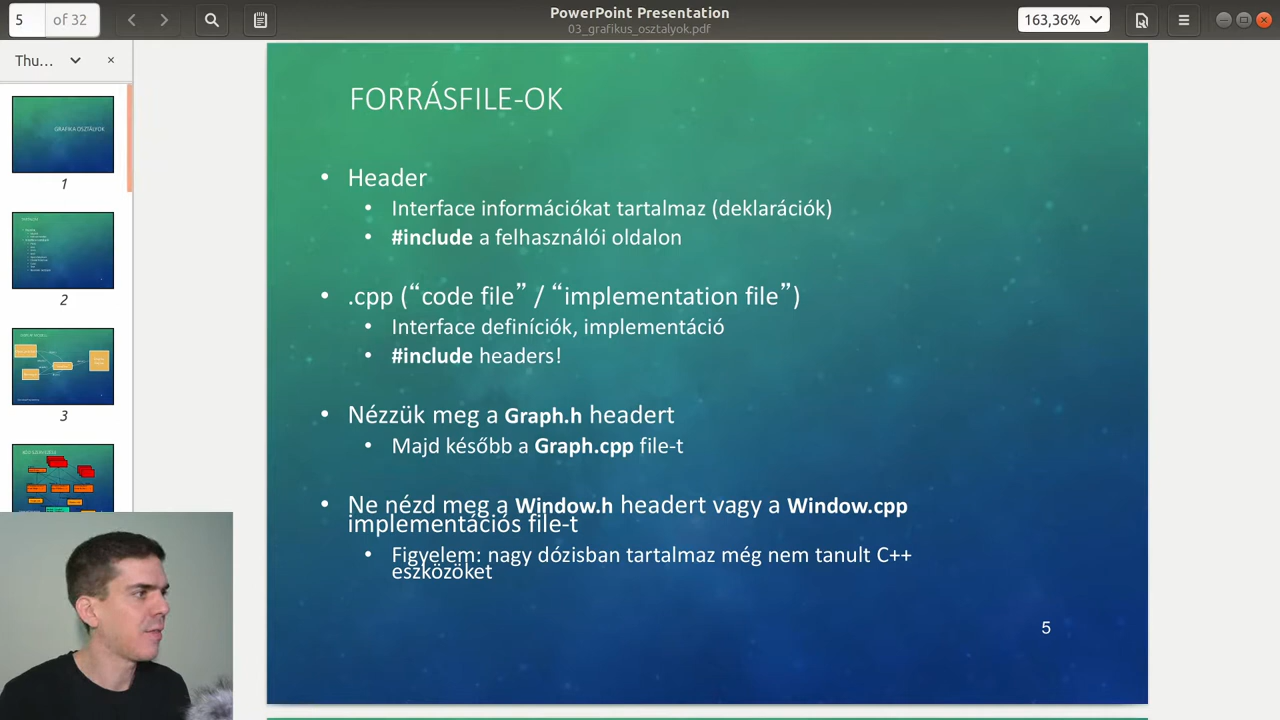 5
of 32
PowerPoint Presentation
03_grafikus_osztalyok.pdf
163,36%
Thu...
GRAFIKA OSZTÁLYOK
1
2
3
FORRÁSFILE-OK
• Header
• Interface információkat tartalmaz (deklarációk)
• #include a felhasználói oldalon
• .cpp (“code file” / “implementation file”)
• Interface definíciók, implementáció
• #include headers!
• Nézzük meg a Graph.h headert
• Majd később a Graph.cpp file-t
• Ne nézd meg a Window.h headert vagy a Window.cpp
implementációs file-t
• Figyelem: nagy dózisban tartalmaz még nem tanult C++
eszközöket
5